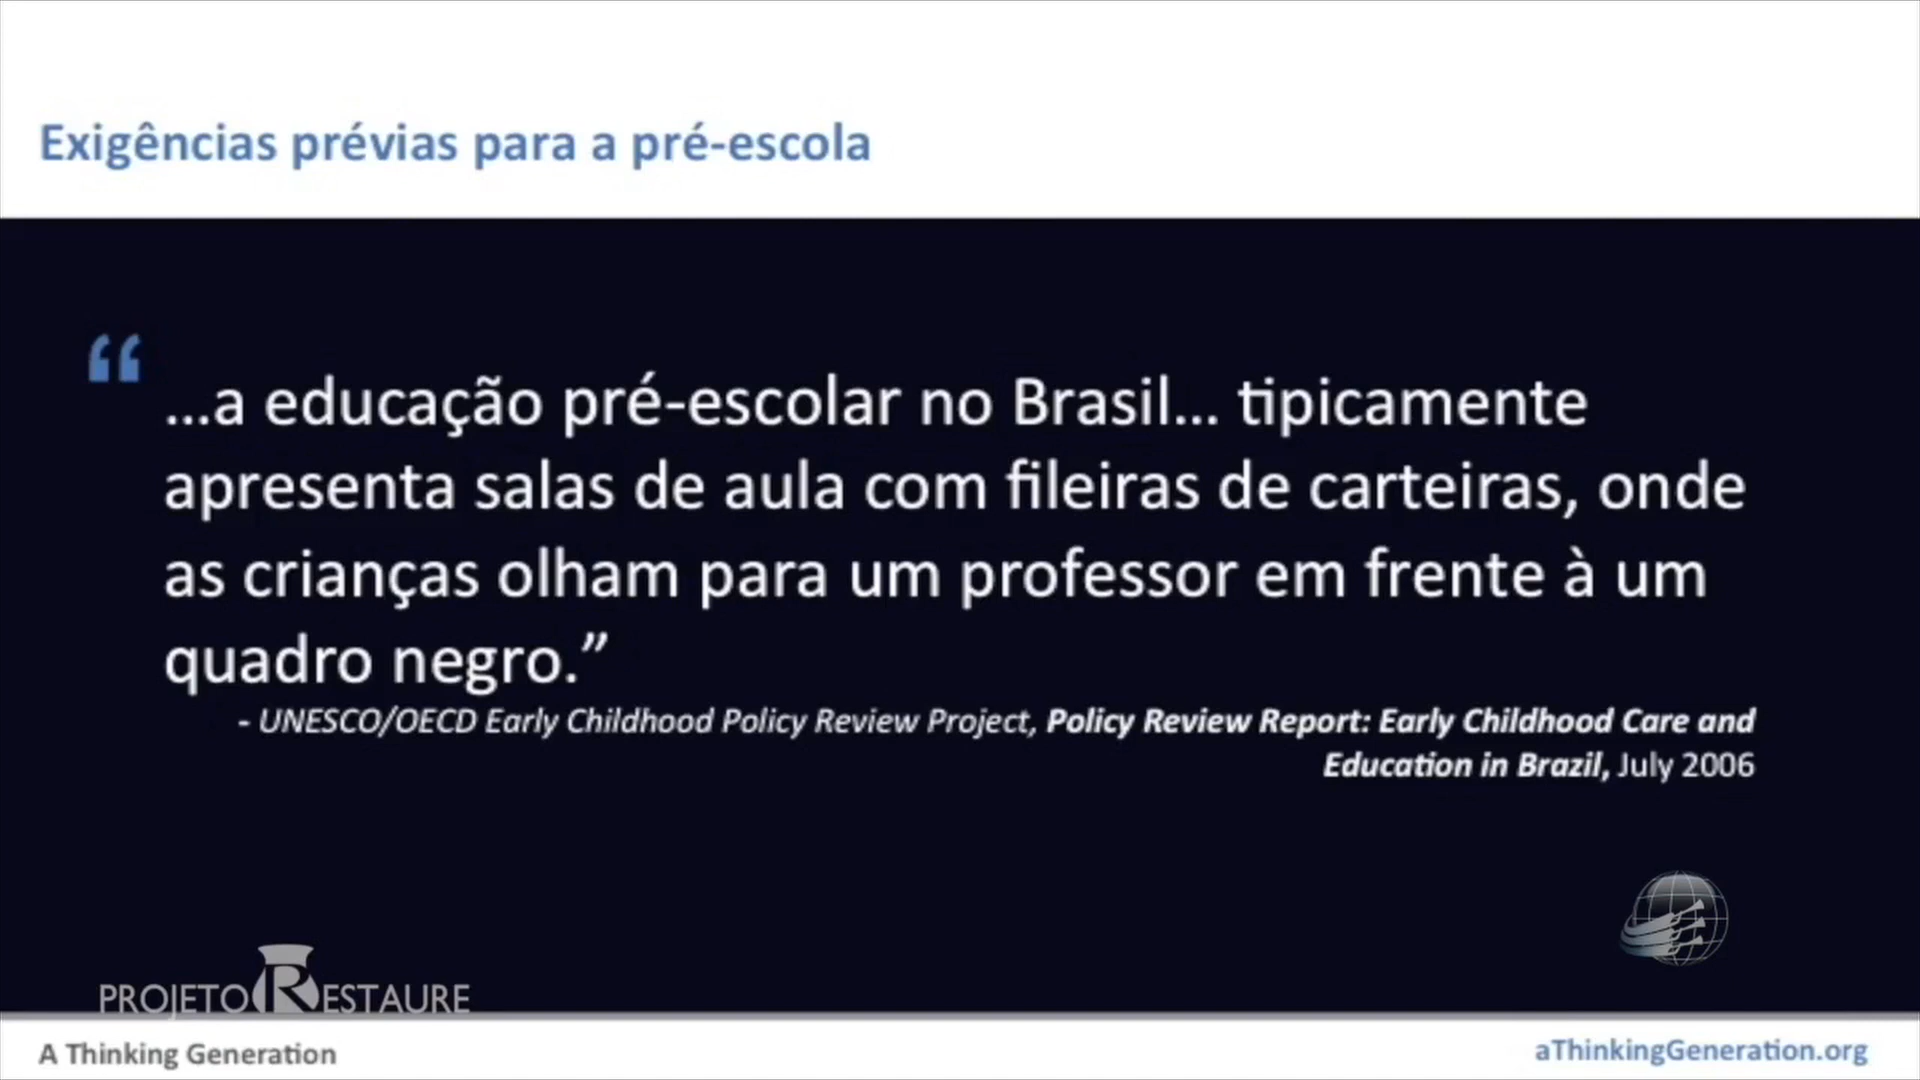 Exigências prévias para a pré-escola
“
...a educação pré-escolar no Brasil... tipicamente
apresenta salas de aula com fileiras de carteiras, onde
as crianças olham para um professor em frente à um
quadro negro.”
- UNESCO/OECD Early Childhood Policy Review Project, Policy Review Report: Early Childhood Care and
Education in Brazil, July 2006
PROJETO RESTAURE
A Thinking Generation
aThinkingGeneration.org